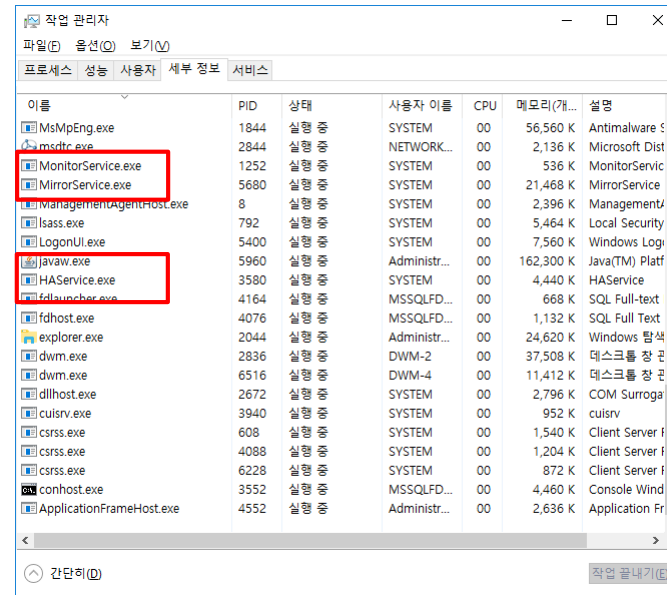 작업 관리자
파일(F) 옵션(O) 보기(V)
프로세스 성능 사용자 세부 정보 서비스
이름 PID 상태 사용자 이름 CPU 메모리(개... 설명
MsMpEng.exe 1844 실행 중 SYSTEM 00 56,560 K Antimalware S
msdtc.exe 2844 실행 중 NETWORK... 00 2,136 K Microsoft Dist
MonitorService.exe 1252 실행 중 SYSTEM 00 536 K MonitorServic
MirrorService.exe 5680 실행 중 SYSTEM 00 21,468 K MirrorService
ManagementAgentHost.exe 8 실행 중 SYSTEM 00 2,396 K ManagementA
lsass.exe 792 실행 중 SYSTEM 00 5,464 K Local Security
LogonUI.exe 5400 실행 중 SYSTEM 00 7,560 K Windows Logo
javaw.exe 5960 실행 중 Administr... 00 162,300 K Java(TM) Platf
HAService.exe 3580 실행 중 SYSTEM 00 4,440 K HAService
fdlauncher.exe 4164 실행 중 MSSQLFD... 00 668 K SQL Full-text
fdhost.exe 4076 실행 중 MSSQLFD... 00 1,132 K SQL Full Text
explorer.exe 2044 실행 중 Administr... 00 24,620 K Windows 탐색
dwm.exe 2836 실행 중 DWM-2 00 37,508 K 데스크톱 창 관
dwm.exe 6516 실행 중 DWM-4 00 11,412 K 데스크톱 창 관
dllhost.exe 2672 실행 중 SYSTEM 00 2,796 K COM Surroga
cuisrv.exe 3940 실행 중 SYSTEM 00 952 K cuisrv
csrss.exe 608 실행 중 SYSTEM 00 1,540 K Client Server
csrss.exe 4088 실행 중 SYSTEM 00 1,204 K Client Server
csrss.exe 6228 실행 중 SYSTEM 00 872 K Client Server
conhost.exe 3552 실행 중 MSSQLFD... 00 4,460 K Console Wind
ApplicationFrameHost.exe 4552 실행 중 Administr... 00 2,636 K Application Fr
간단히(D) 작업 끝내기(E